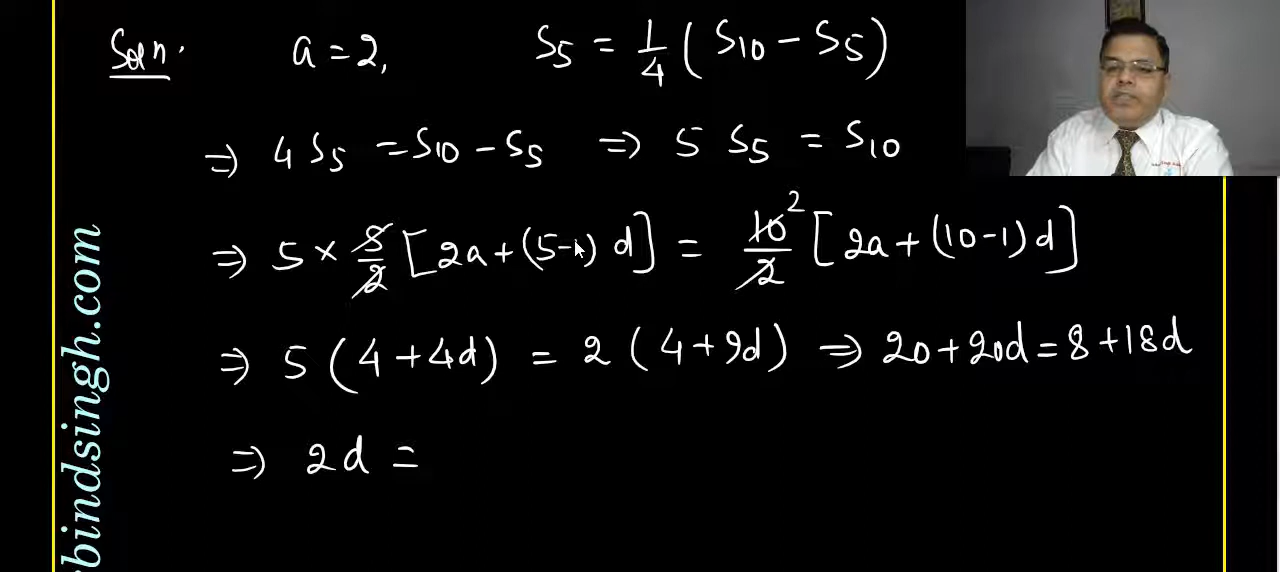 Soln. a = 2, S5 = 1/4 ( S10 – S5 )
⇒ 4 S5 = S10 – S5 ⇒ 5 S5 = S10
⇒ 5 × 5/2 [ 2a + (5–1) d ] = 10/2 2 [ 2a + (10–1) d ]
⇒ 5 ( 4 + 4d ) = 2 ( 4 + 9d ) ⇒ 20 + 20d = 8 + 18d
⇒ 2d =
bindsingh.com